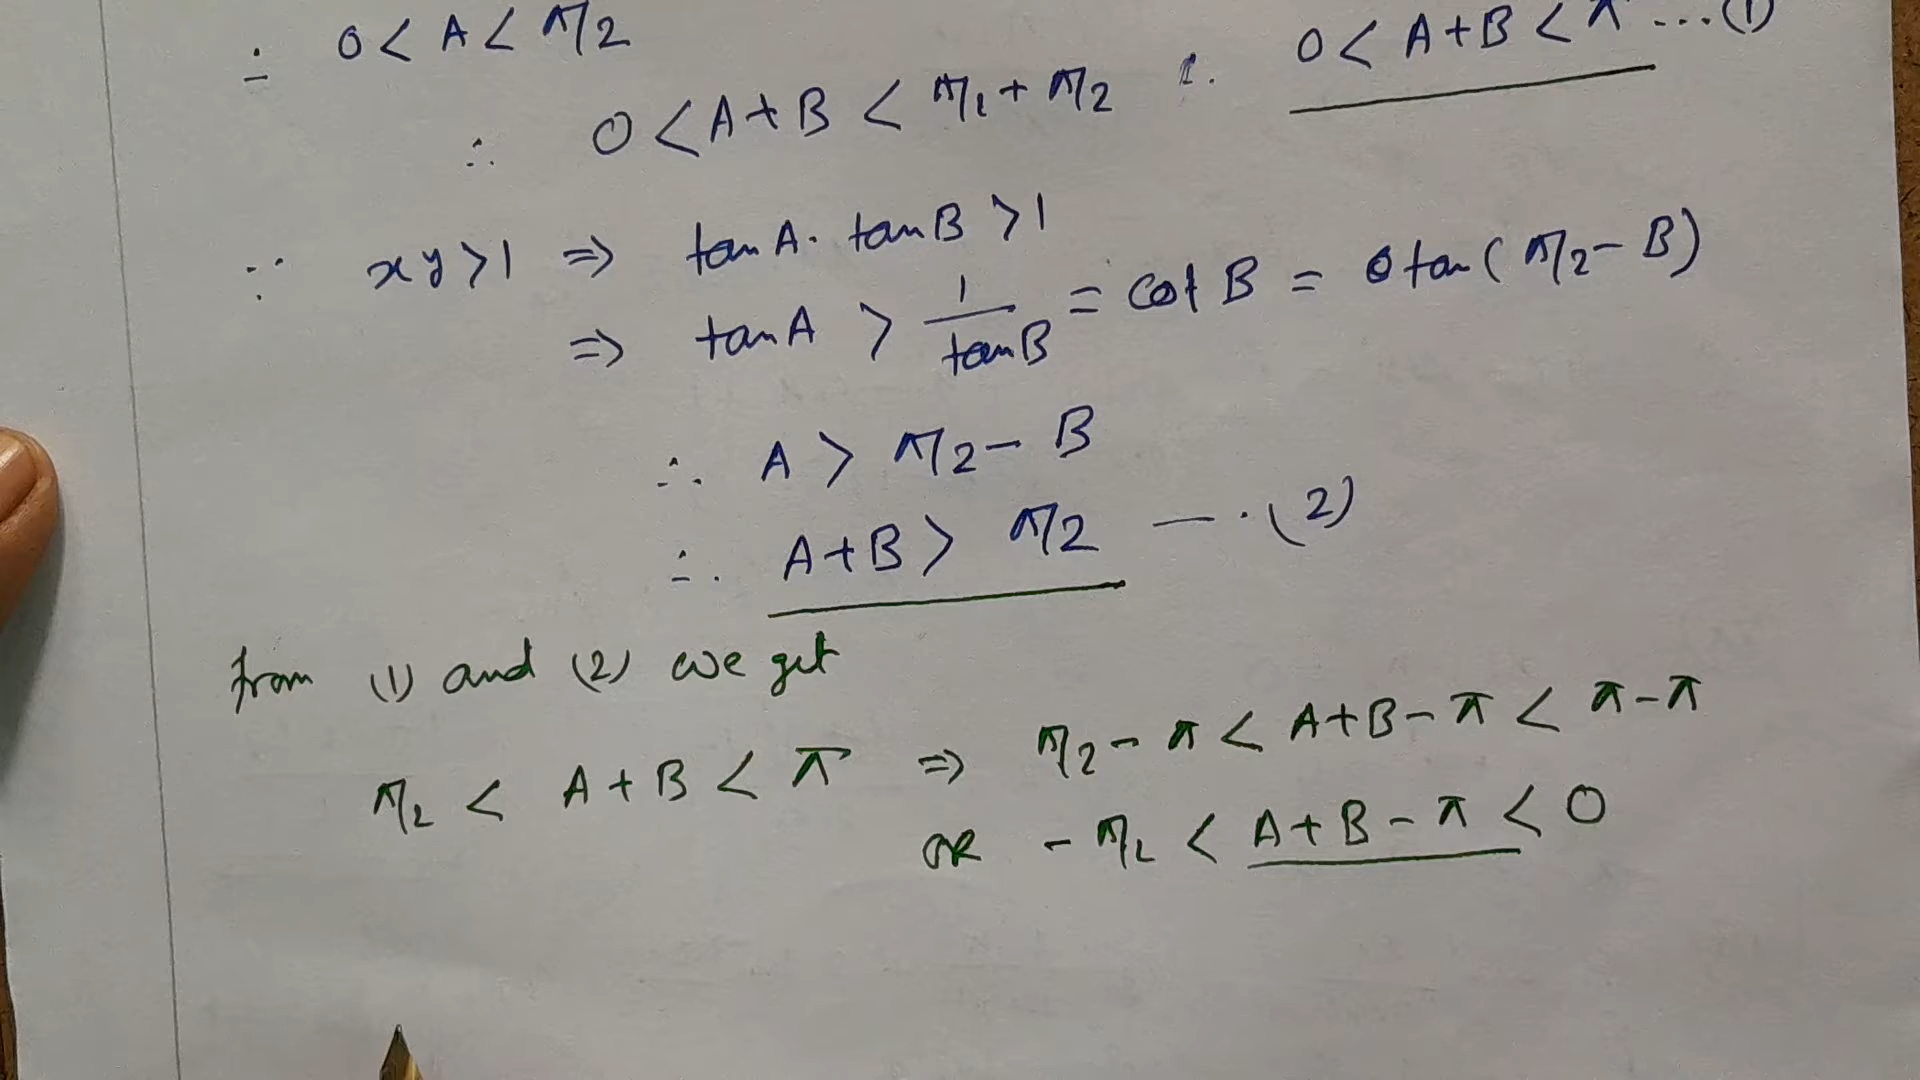 ∴ 0 < A < π/2
∴ 0 < A + B < π/2 + π/2 ∴ 0 < A + B < π ...(1)
∵ xy > 1 ⇒ tan A · tan B > 1
⇒ tan A > 1/tan B = cot B = tan(π/2 − B)
∴ A > π/2 − B
∴ A + B > π/2 — ·(2)
from (1) and (2) we get
π/2 < A + B < π ⇒ π/2 − π < A + B − π < π − π
or − π/2 < A + B − π < 0